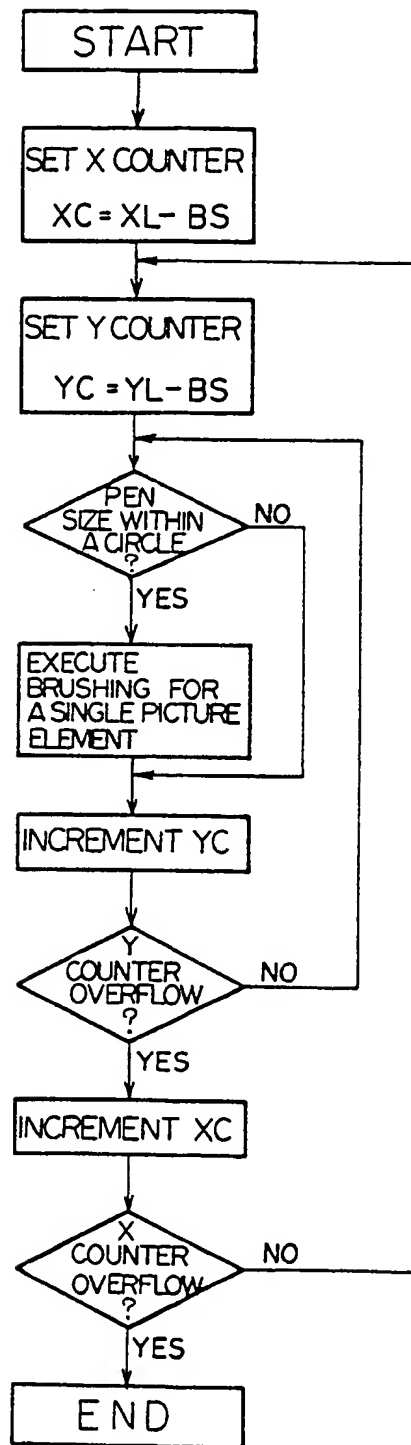 START
SET X COUNTER
XC = XL- BS
SET Y COUNTER
YC = YL- BS
PEN
SIZE WITHIN
A CIRCLE
?
NO
YES
EXECUTE
BRUSHING FOR
A SINGLE PICTURE
ELEMENT
INCREMENT YC
Y
COUNTER
OVERFLOW
?
NO
YES
INCREMENT XC
X
COUNTER
OVERFLOW
?
NO
YES
END